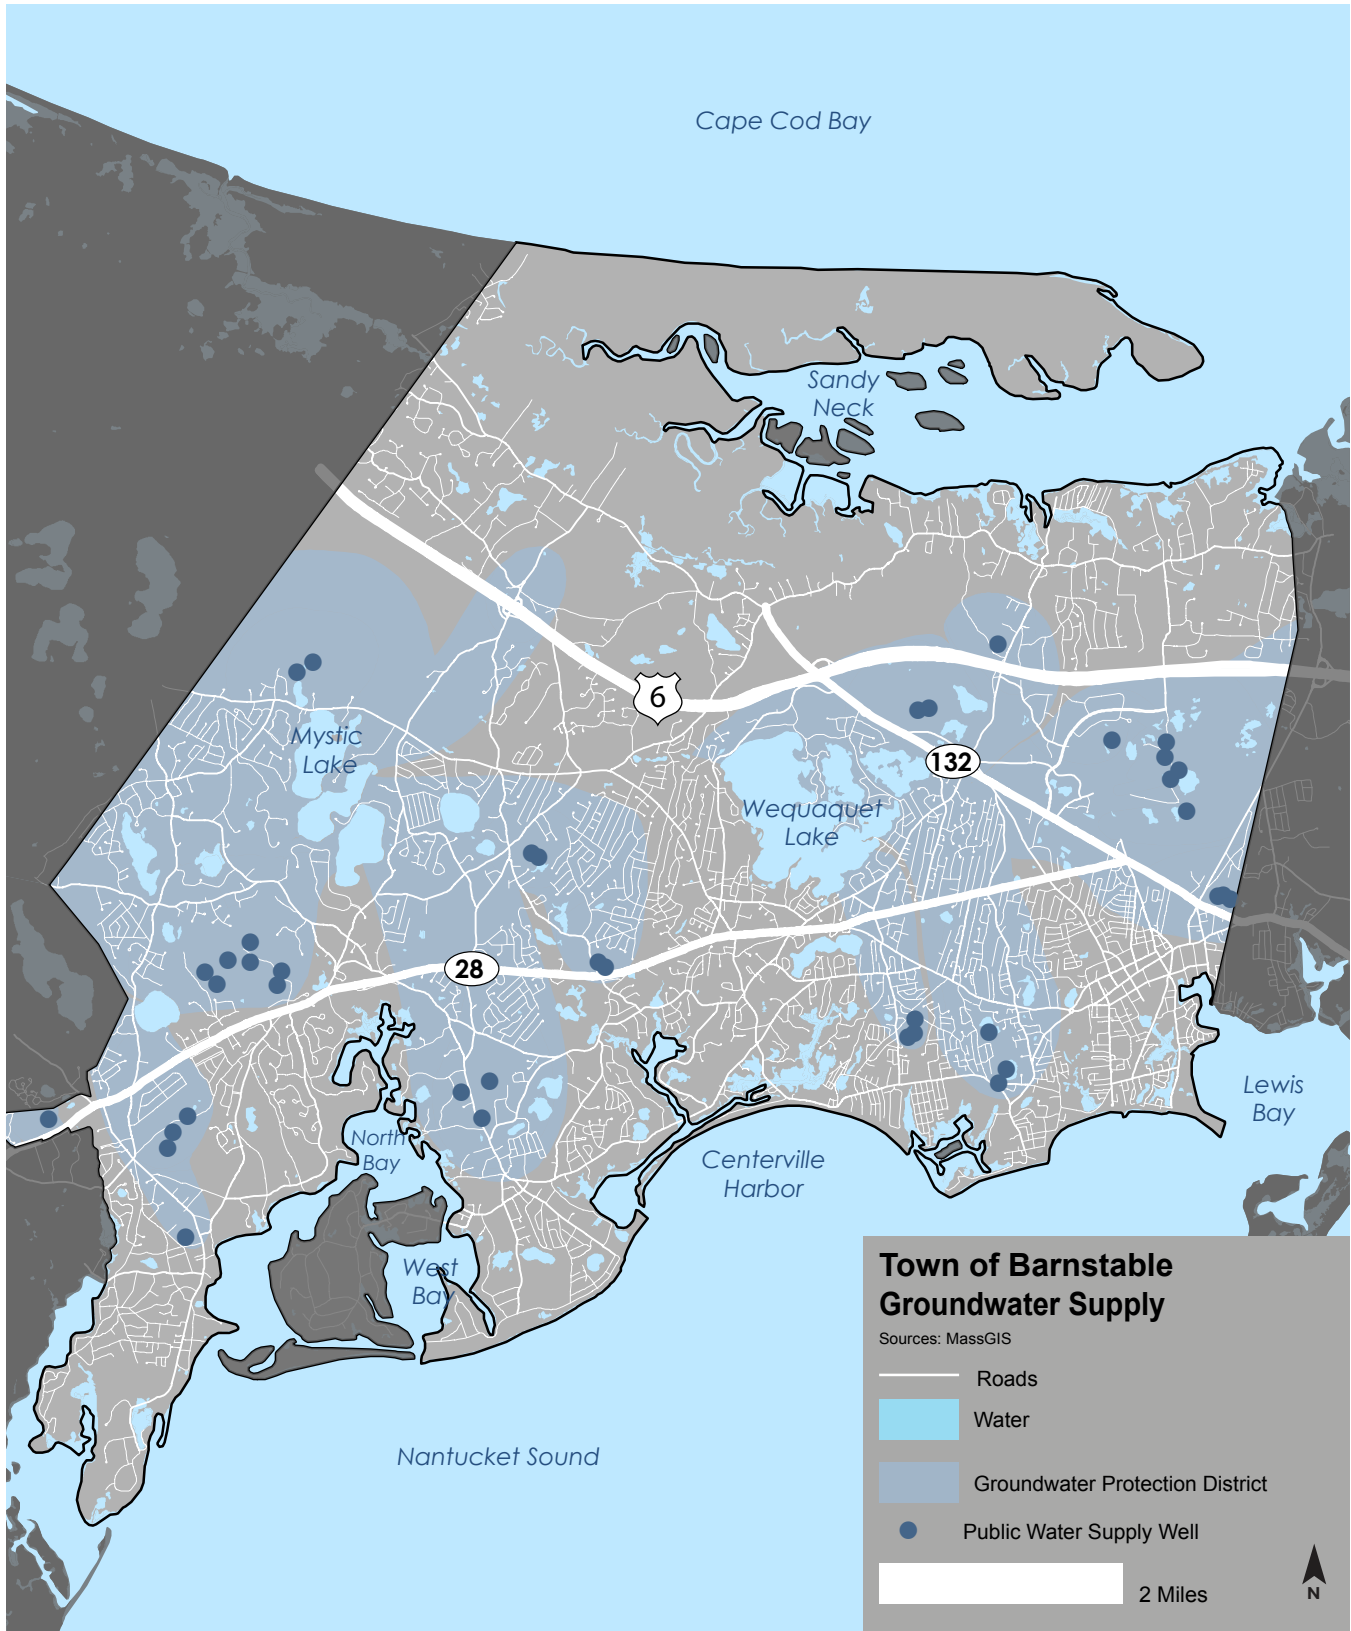 Cape Cod Bay
Sandy
Neck
6
Mystic
Lake
132
Wequaquet
Lake
28
Lewis
Bay
North
Bay
Centerville
Harbor
West
Bay
Nantucket Sound
Town of Barnstable
Groundwater Supply
Sources: MassGIS
Roads
Water
Groundwater Protection District
Public Water Supply Well
2 Miles
N